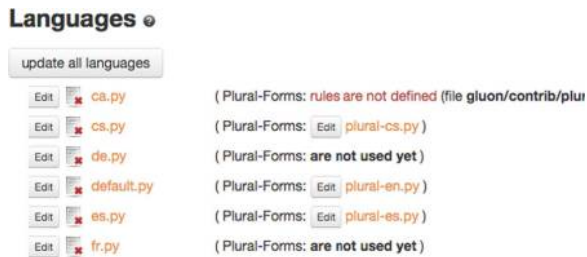 Languages
update all languages
Edit ca.py ( Plural-Forms: rules are not defined (file gluon/contrib/plur
Edit cs.py ( Plural-Forms: Edit plural-cs.py )
Edit de.py ( Plural-Forms: are not used yet )
Edit default.py ( Plural-Forms: Edit plural-en.py )
Edit es.py ( Plural-Forms: Edit plural-es.py )
Edit fr.py ( Plural-Forms: are not used yet )